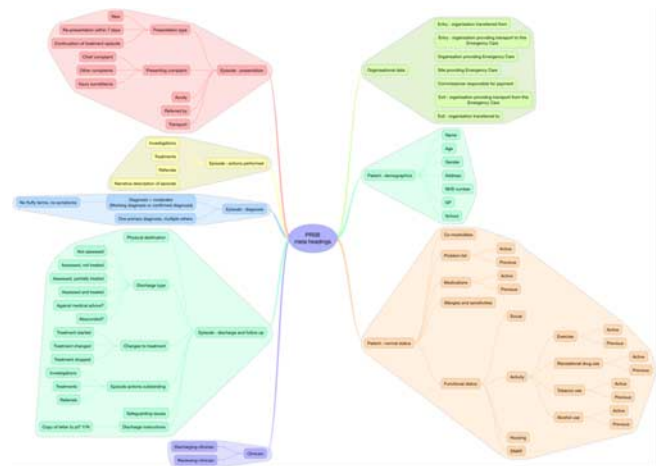 New
Re-presentation within 7 days
Continuation of treatment episode
Presentation type
Chief complaint
Other complaints
Injury surveillance
Presenting complaint
Acuity
Referred by
Transport
Episode - presentation
Investigations
Treatments
Referrals
Narrative description of episode
Episode - actions performed
No fluffy terms, no symptoms
Diagnosis + moderator
(Working diagnosis or confirmed diagnosis)
One primary diagnosis, multiple others
Episode - diagnosis
Physical destination
Not assessed
Assessed, not treated
Assessed, partially treated
Assessed and treated
Against medical advice?
Absconded?
Discharge type
Treatment started
Treatment changed
Treatment stopped
Changes to treatment
Investigations
Treatments
Referrals
Episode actions outstanding
Safeguarding issues
Copy of letter to pt? Y/N
Discharge instructions
Episode - discharge and follow up
Discharging clinician
Reviewing clinician
Clinician
PRSB
meta headings
Organisational data
Entry - organisation transferred from
Entry - organisation providing transport to this
Emergency Care
Organisation providing Emergency Care
Site providing Emergency Care
Commissioner responsible for payment
Exit - organisation providing transport from this
Emergency Care
Exit - organisation transferred to
Patient - demographics
Name
Age
Gender
Address
NHS number
GP
School
Patient - normal status
Co-morbidities
Problem list
Active
Previous
Medications
Active
Previous
Allergies and sensitivities
Functional status
Social
Activity
Exercise
Active
Previous
Recreational drug use
Active
Previous
Tobacco use
Active
Previous
Alcohol use
Active
Previous
Housing